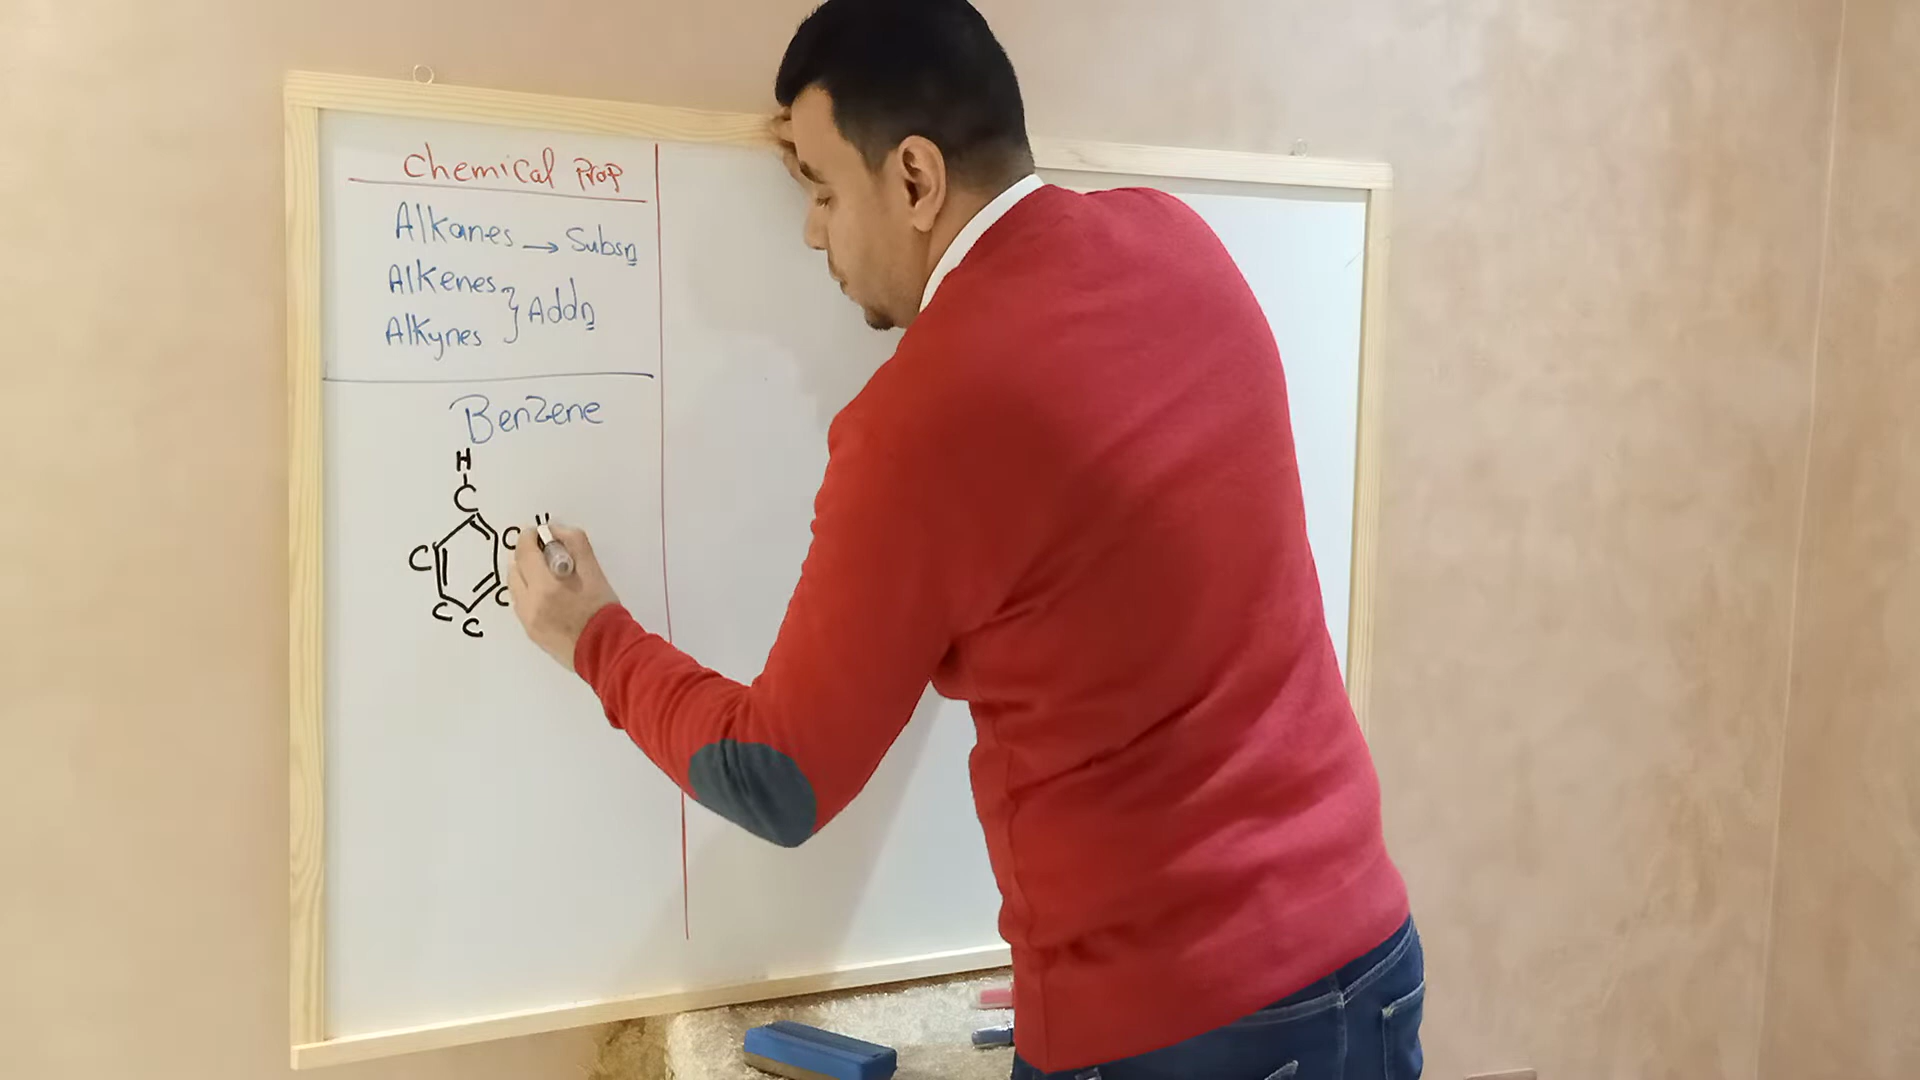 Chemical Prop
Alkanes → Subsn
Alkenes } Addn
Alkynes
Benzene
H
C
C
C
C
C
C